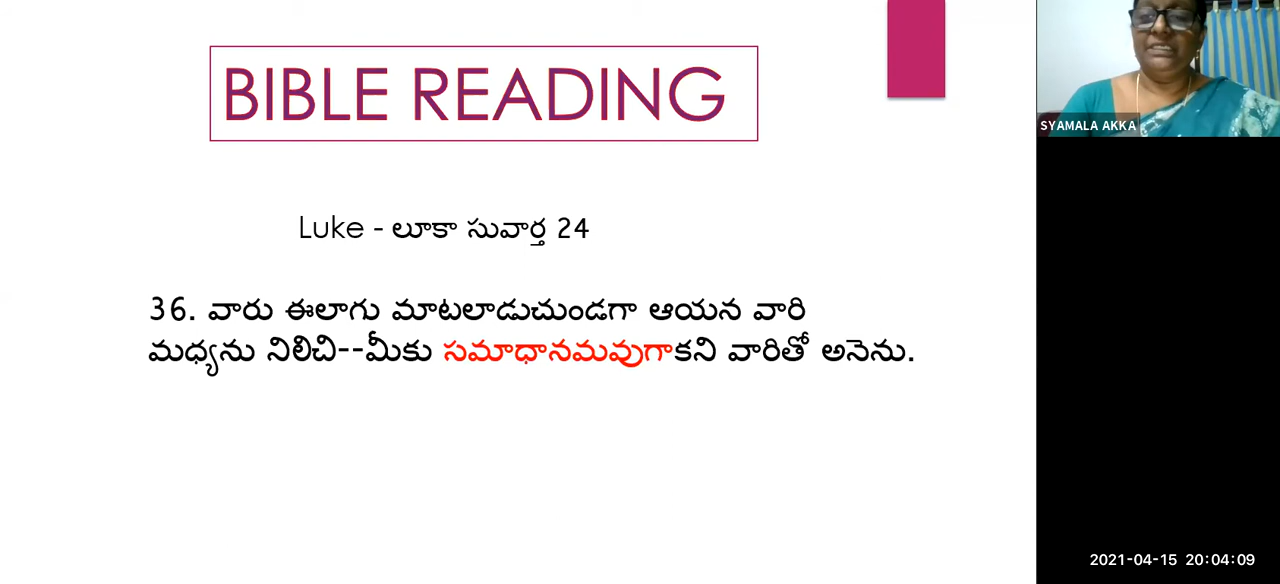 BIBLE READING
SYAMALA AKKA
Luke - లూకా సువార్త 24
36. వారు ఈలాగు మాటలాడుచుండగా ఆయన వారి
మధ్యను నిలిచి--మీకు సమాధానమవుగాకని వారితో అనెను.
2021-04-15 20:04:09